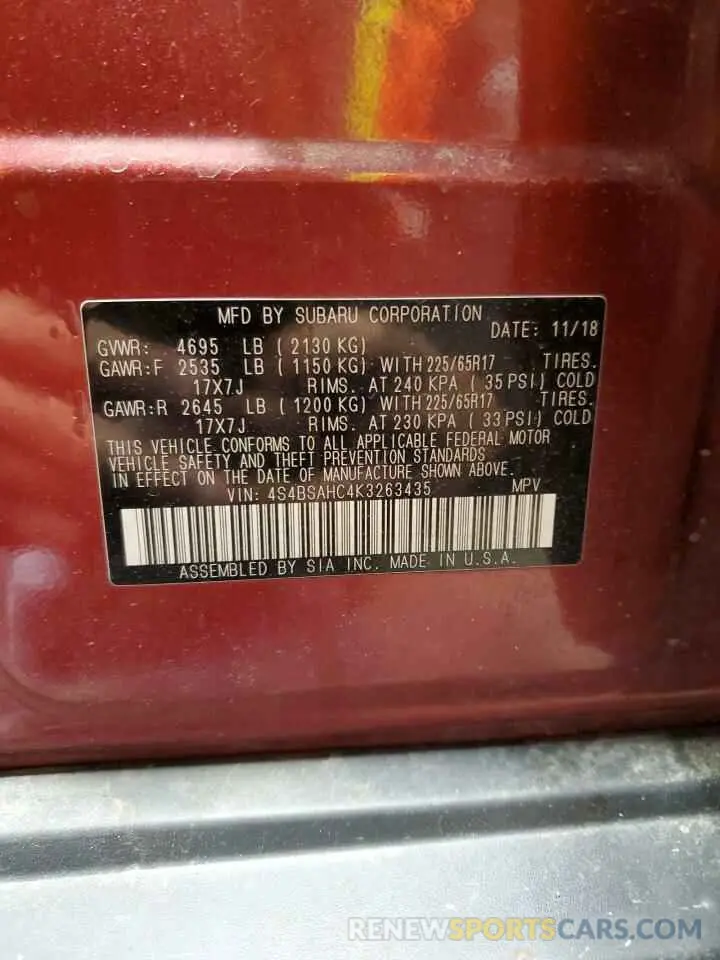 MFD BY SUBARU CORPORATION
DATE: 11/18
GVWR: 4695 LB ( 2130 KG)
GAWR:F 2535 LB ( 1150 KG) WITH 225/65R17 TIRES.
17X7J RIMS. AT 240 KPA ( 35 PSI) COLD
GAWR:R 2645 LB ( 1200 KG) WITH 225/65R17 TIRES.
17X7J RIMS. AT 230 KPA ( 33 PSI) COLD
THIS VEHICLE CONFORMS TO ALL APPLICABLE FEDERAL MOTOR
VEHICLE SAFETY AND THEFT PREVENTION STANDARDS
IN EFFECT ON THE DATE OF MANUFACTURE SHOWN ABOVE.
VIN: 4S4BSAHC4K3263435 MPV
ASSEMBLED BY SIA INC. MADE IN U.S.A.
RENEWSPORTSCARS.COM